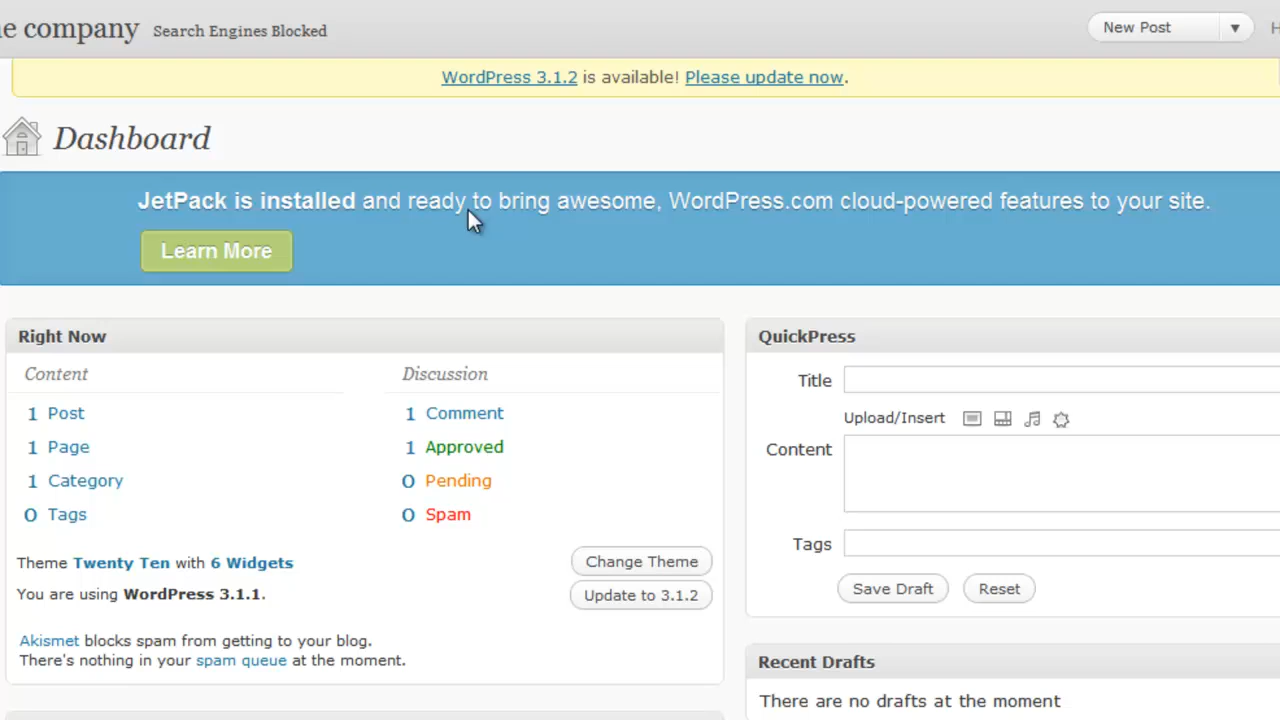 company
Search Engines Blocked
New Post
WordPress 3.1.2 is available! Please update now.
Dashboard
JetPack is installed and ready to bring awesome, WordPress.com cloud-powered features to your site.
Learn More
Right Now
Content
Discussion
1 Post
1 Page
1 Category
0 Tags
1 Comment
1 Approved
0 Pending
0 Spam
Theme Twenty Ten with 6 Widgets
Change Theme
You are using WordPress 3.1.1.
Update to 3.1.2
Akismet blocks spam from getting to your blog.
There's nothing in your spam queue at the moment.
QuickPress
Title
Upload/Insert
Content
Tags
Save Draft
Reset
Recent Drafts
There are no drafts at the moment